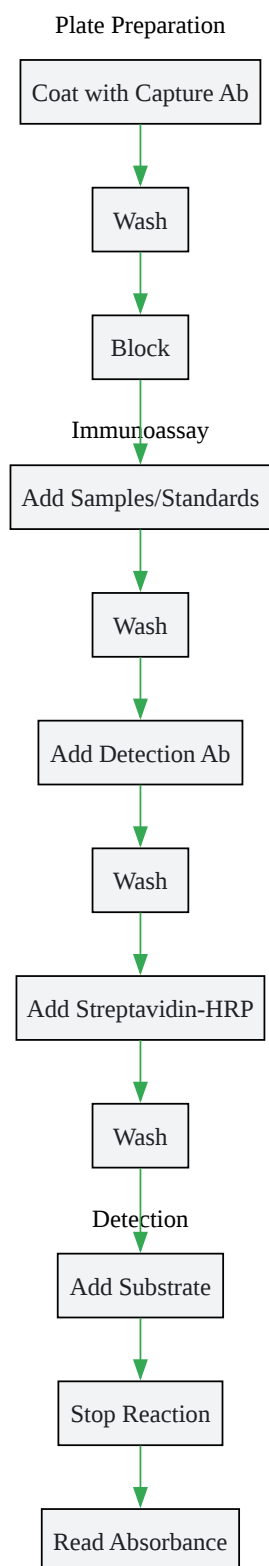 Plate Preparation
Coat with Capture Ab
Wash
Block
Immunoassay
Add Samples/Standards
Wash
Add Detection Ab
Wash
Add Streptavidin-HRP
Wash
Detection
Add Substrate
Stop Reaction
Read Absorbance